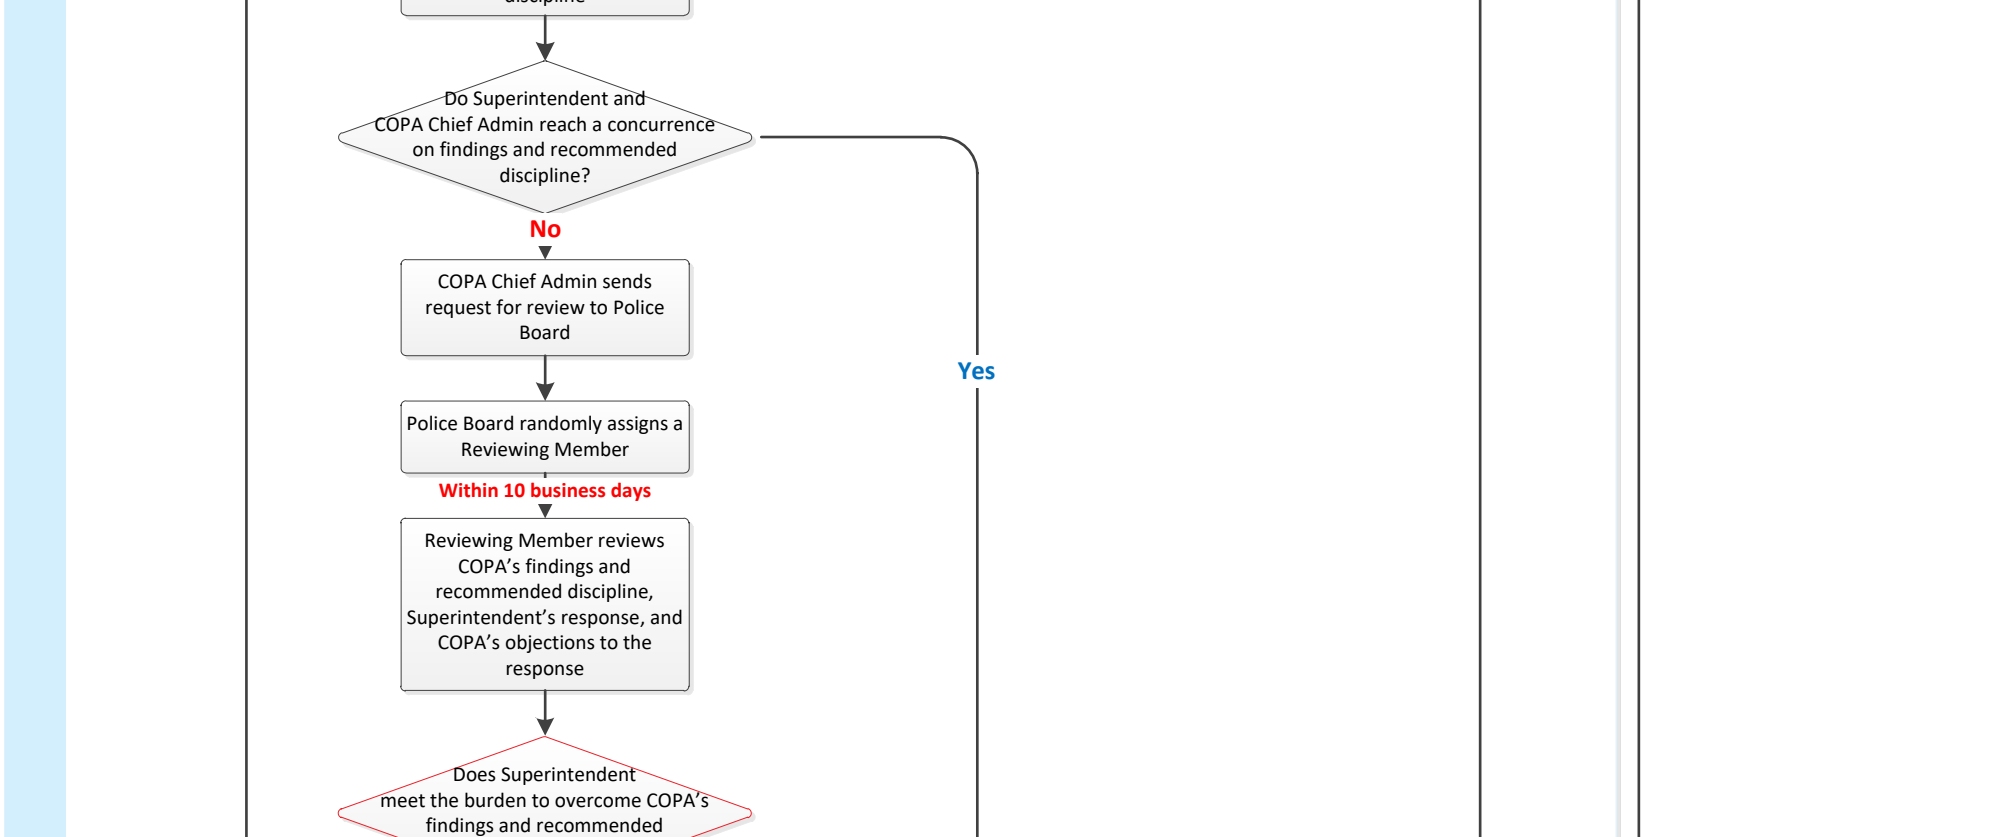 discipline
Do Superintendent and
COPA Chief Admin reach a concurrence
on findings and recommended
discipline?
No
COPA Chief Admin sends
request for review to Police
Board
Yes
Police Board randomly assigns a
Reviewing Member
Within 10 business days
Reviewing Member reviews
COPA’s findings and
recommended discipline,
Superintendent’s response, and
COPA’s objections to the
response
Does Superintendent
meet the burden to overcome COPA’s
findings and recommended